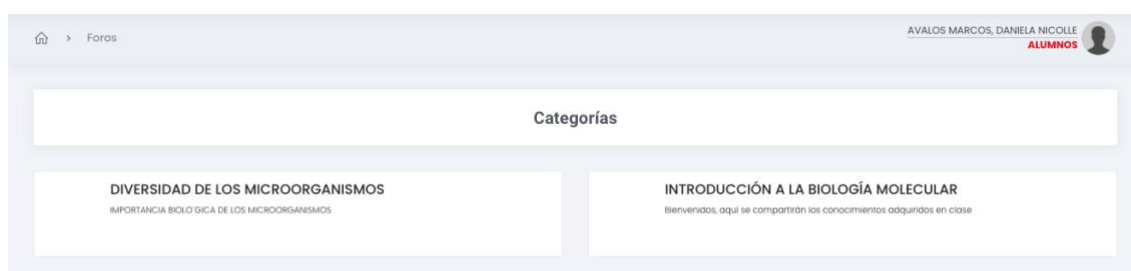 > Foros
AVALOS MARCOS, DANIELA NICOLLE
ALUMNOS
Categorías
DIVERSIDAD DE LOS MICROORGANISMOS
IMPORTANCIA BIOLO´GICA DE LOS MICROORGANISMOS
INTRODUCCIÓN A LA BIOLOGÍA MOLECULAR
Bienvenidos, aquí se compartirán los conocimientos adquiridos en clase